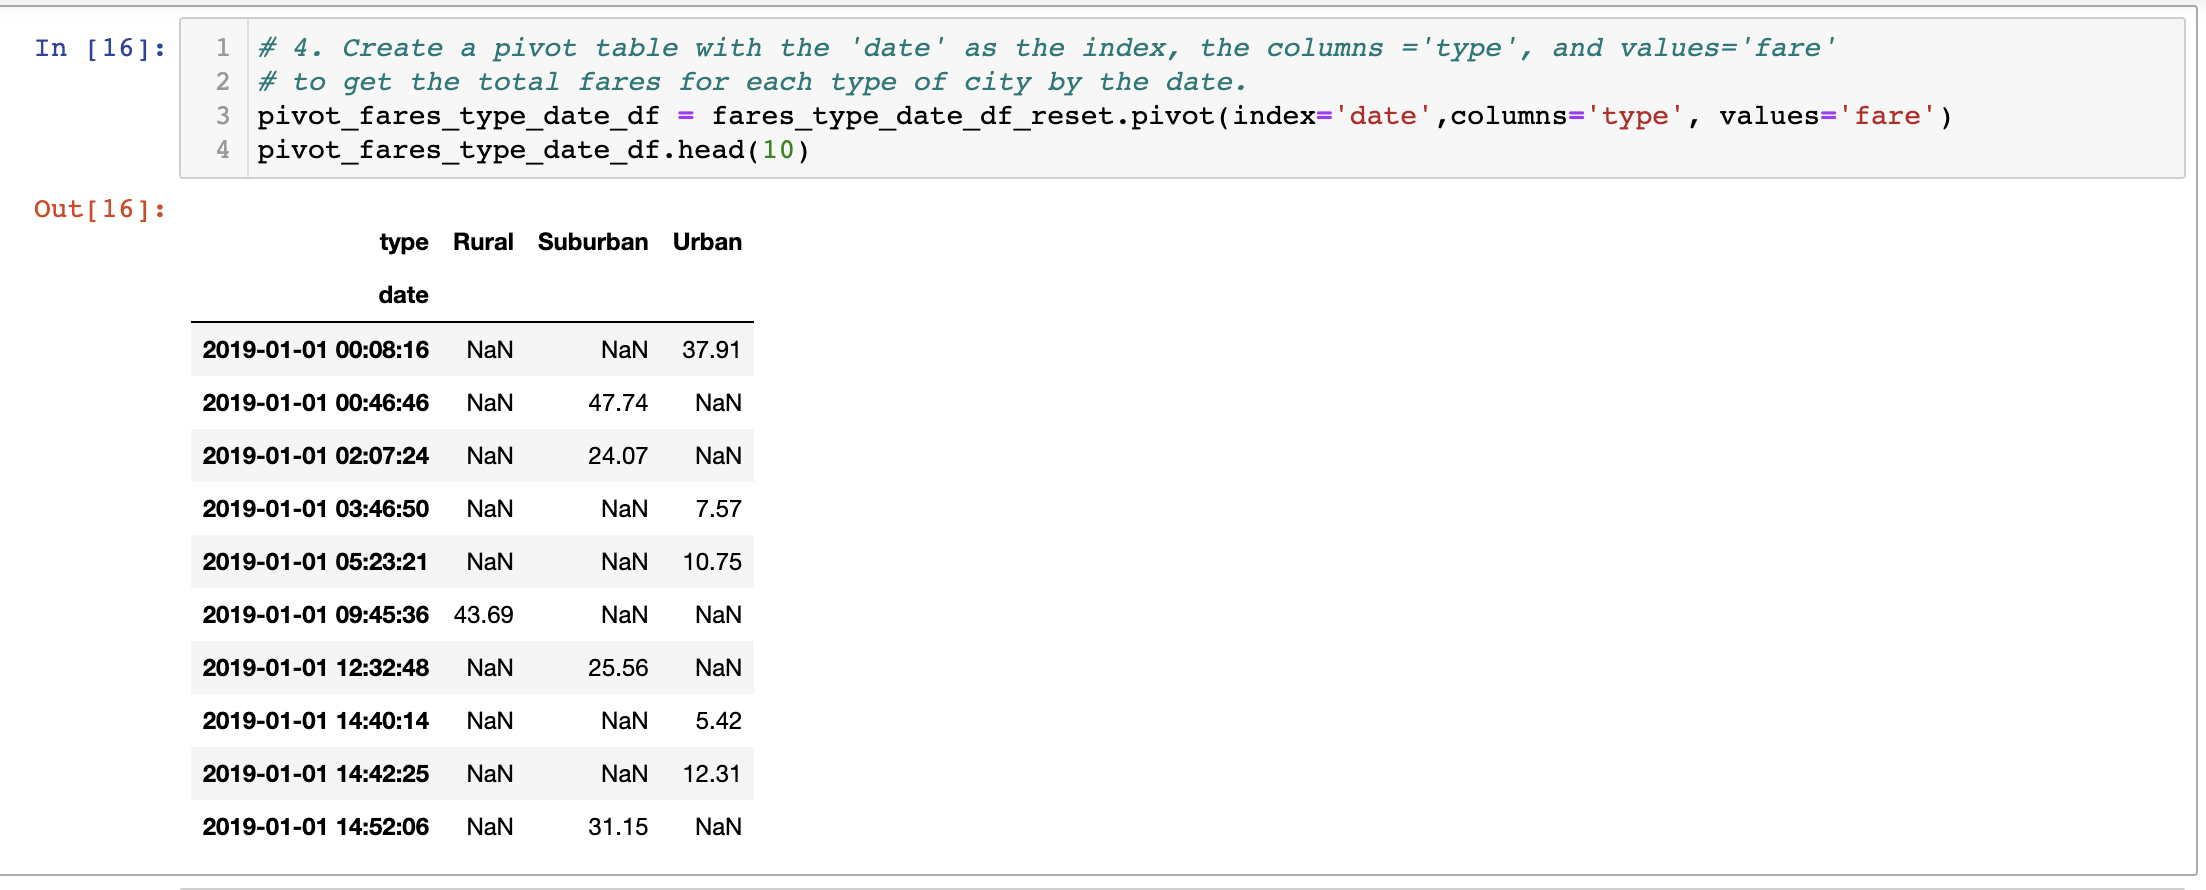 In [16]:
1 # 4. Create a pivot table with the 'date' as the index, the columns ='type', and values='fare'
2 # to get the total fares for each type of city by the date.
3 pivot_fares_type_date_df = fares_type_date_df_reset.pivot(index='date',columns='type', values='fare')
4 pivot_fares_type_date_df.head(10)
Out[16]:
type Rural Suburban Urban
date
2019-01-01 00:08:16 NaN NaN 37.91
2019-01-01 00:46:46 NaN 47.74 NaN
2019-01-01 02:07:24 NaN 24.07 NaN
2019-01-01 03:46:50 NaN NaN 7.57
2019-01-01 05:23:21 NaN NaN 10.75
2019-01-01 09:45:36 43.69 NaN NaN
2019-01-01 12:32:48 NaN 25.56 NaN
2019-01-01 14:40:14 NaN NaN 5.42
2019-01-01 14:42:25 NaN NaN 12.31
2019-01-01 14:52:06 NaN 31.15 NaN